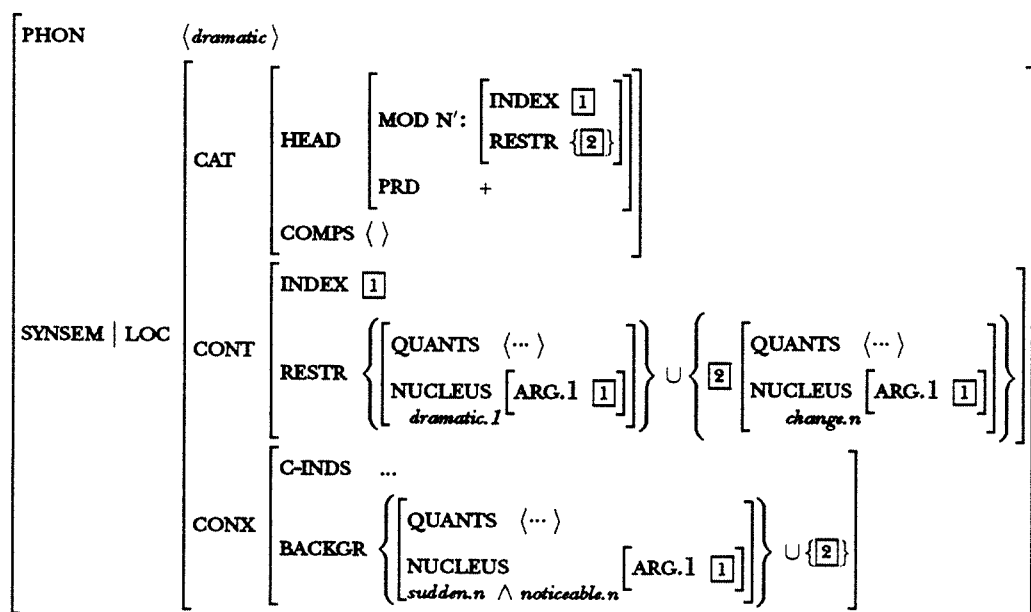 PHON ⟨dramatic⟩
MOD N′: INDEX 1
RESTR {2}
HEAD
PRD +
CAT
COMPS ⟨ ⟩
INDEX 1
SYNSEM | LOC CONT
RESTR { QUANTS ⟨…⟩ } ∪ { 2 QUANTS ⟨…⟩ }
NUCLEUS [ARG.1 1] NUCLEUS [ARG.1 1]
dramatic.1 change.n
C-INDS ...
CONX
BACKGR { QUANTS ⟨…⟩ } ∪ {2}
NUCLEUS [ARG.1 1]
sudden.n ∧ noticeable.n